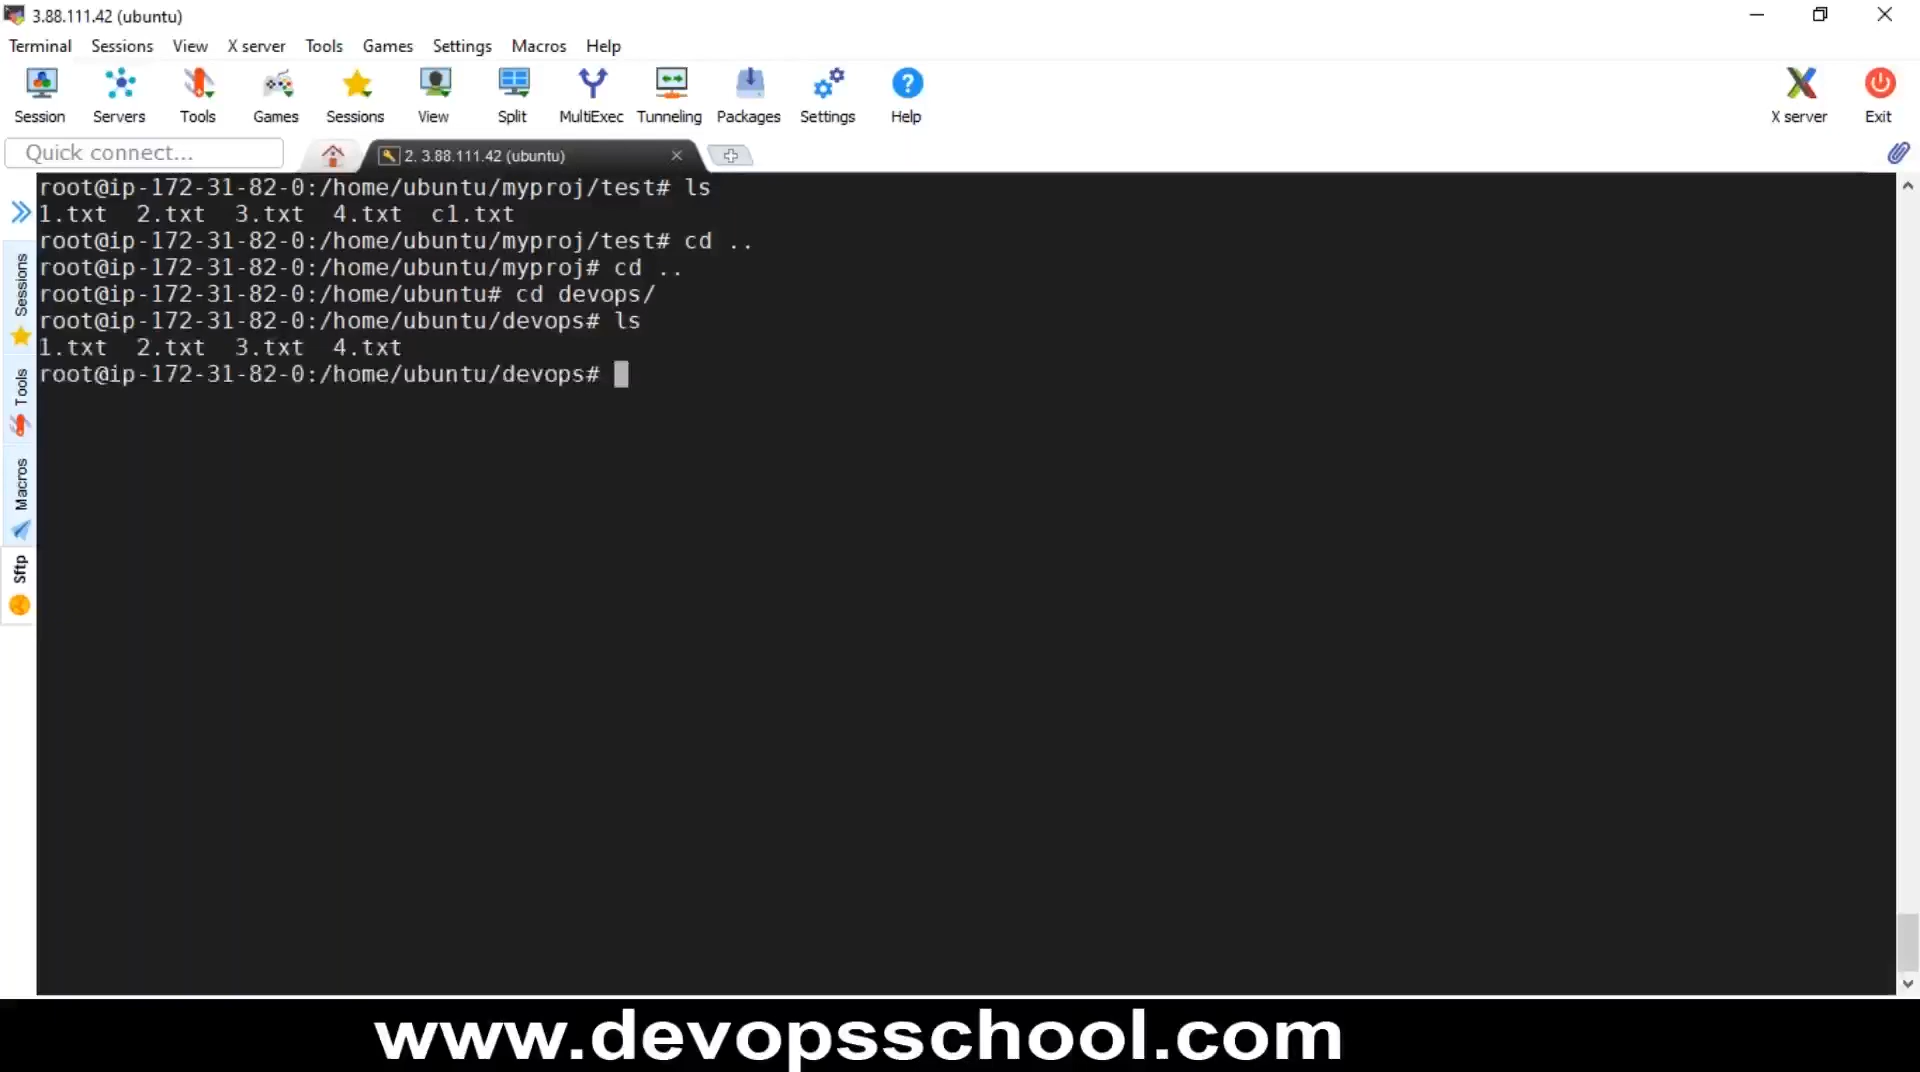 3.88.111.42 (ubuntu)
Terminal Sessions View X server Tools Games Settings Macros Help
Session Servers Tools Games Sessions View Split MultiExec Tunneling Packages Settings Help X server Exit
Quick connect... 2. 3.88.111.42 (ubuntu)
root@ip-172-31-82-0:/home/ubuntu/myproj/test# ls
1.txt 2.txt 3.txt 4.txt c1.txt
root@ip-172-31-82-0:/home/ubuntu/myproj/test# cd ..
root@ip-172-31-82-0:/home/ubuntu/myproj# cd ..
root@ip-172-31-82-0:/home/ubuntu# cd devops/
root@ip-172-31-82-0:/home/ubuntu/devops# ls
1.txt 2.txt 3.txt 4.txt
root@ip-172-31-82-0:/home/ubuntu/devops#
Sessions
Tools
Macros
Sftp
www.devopsschool.com